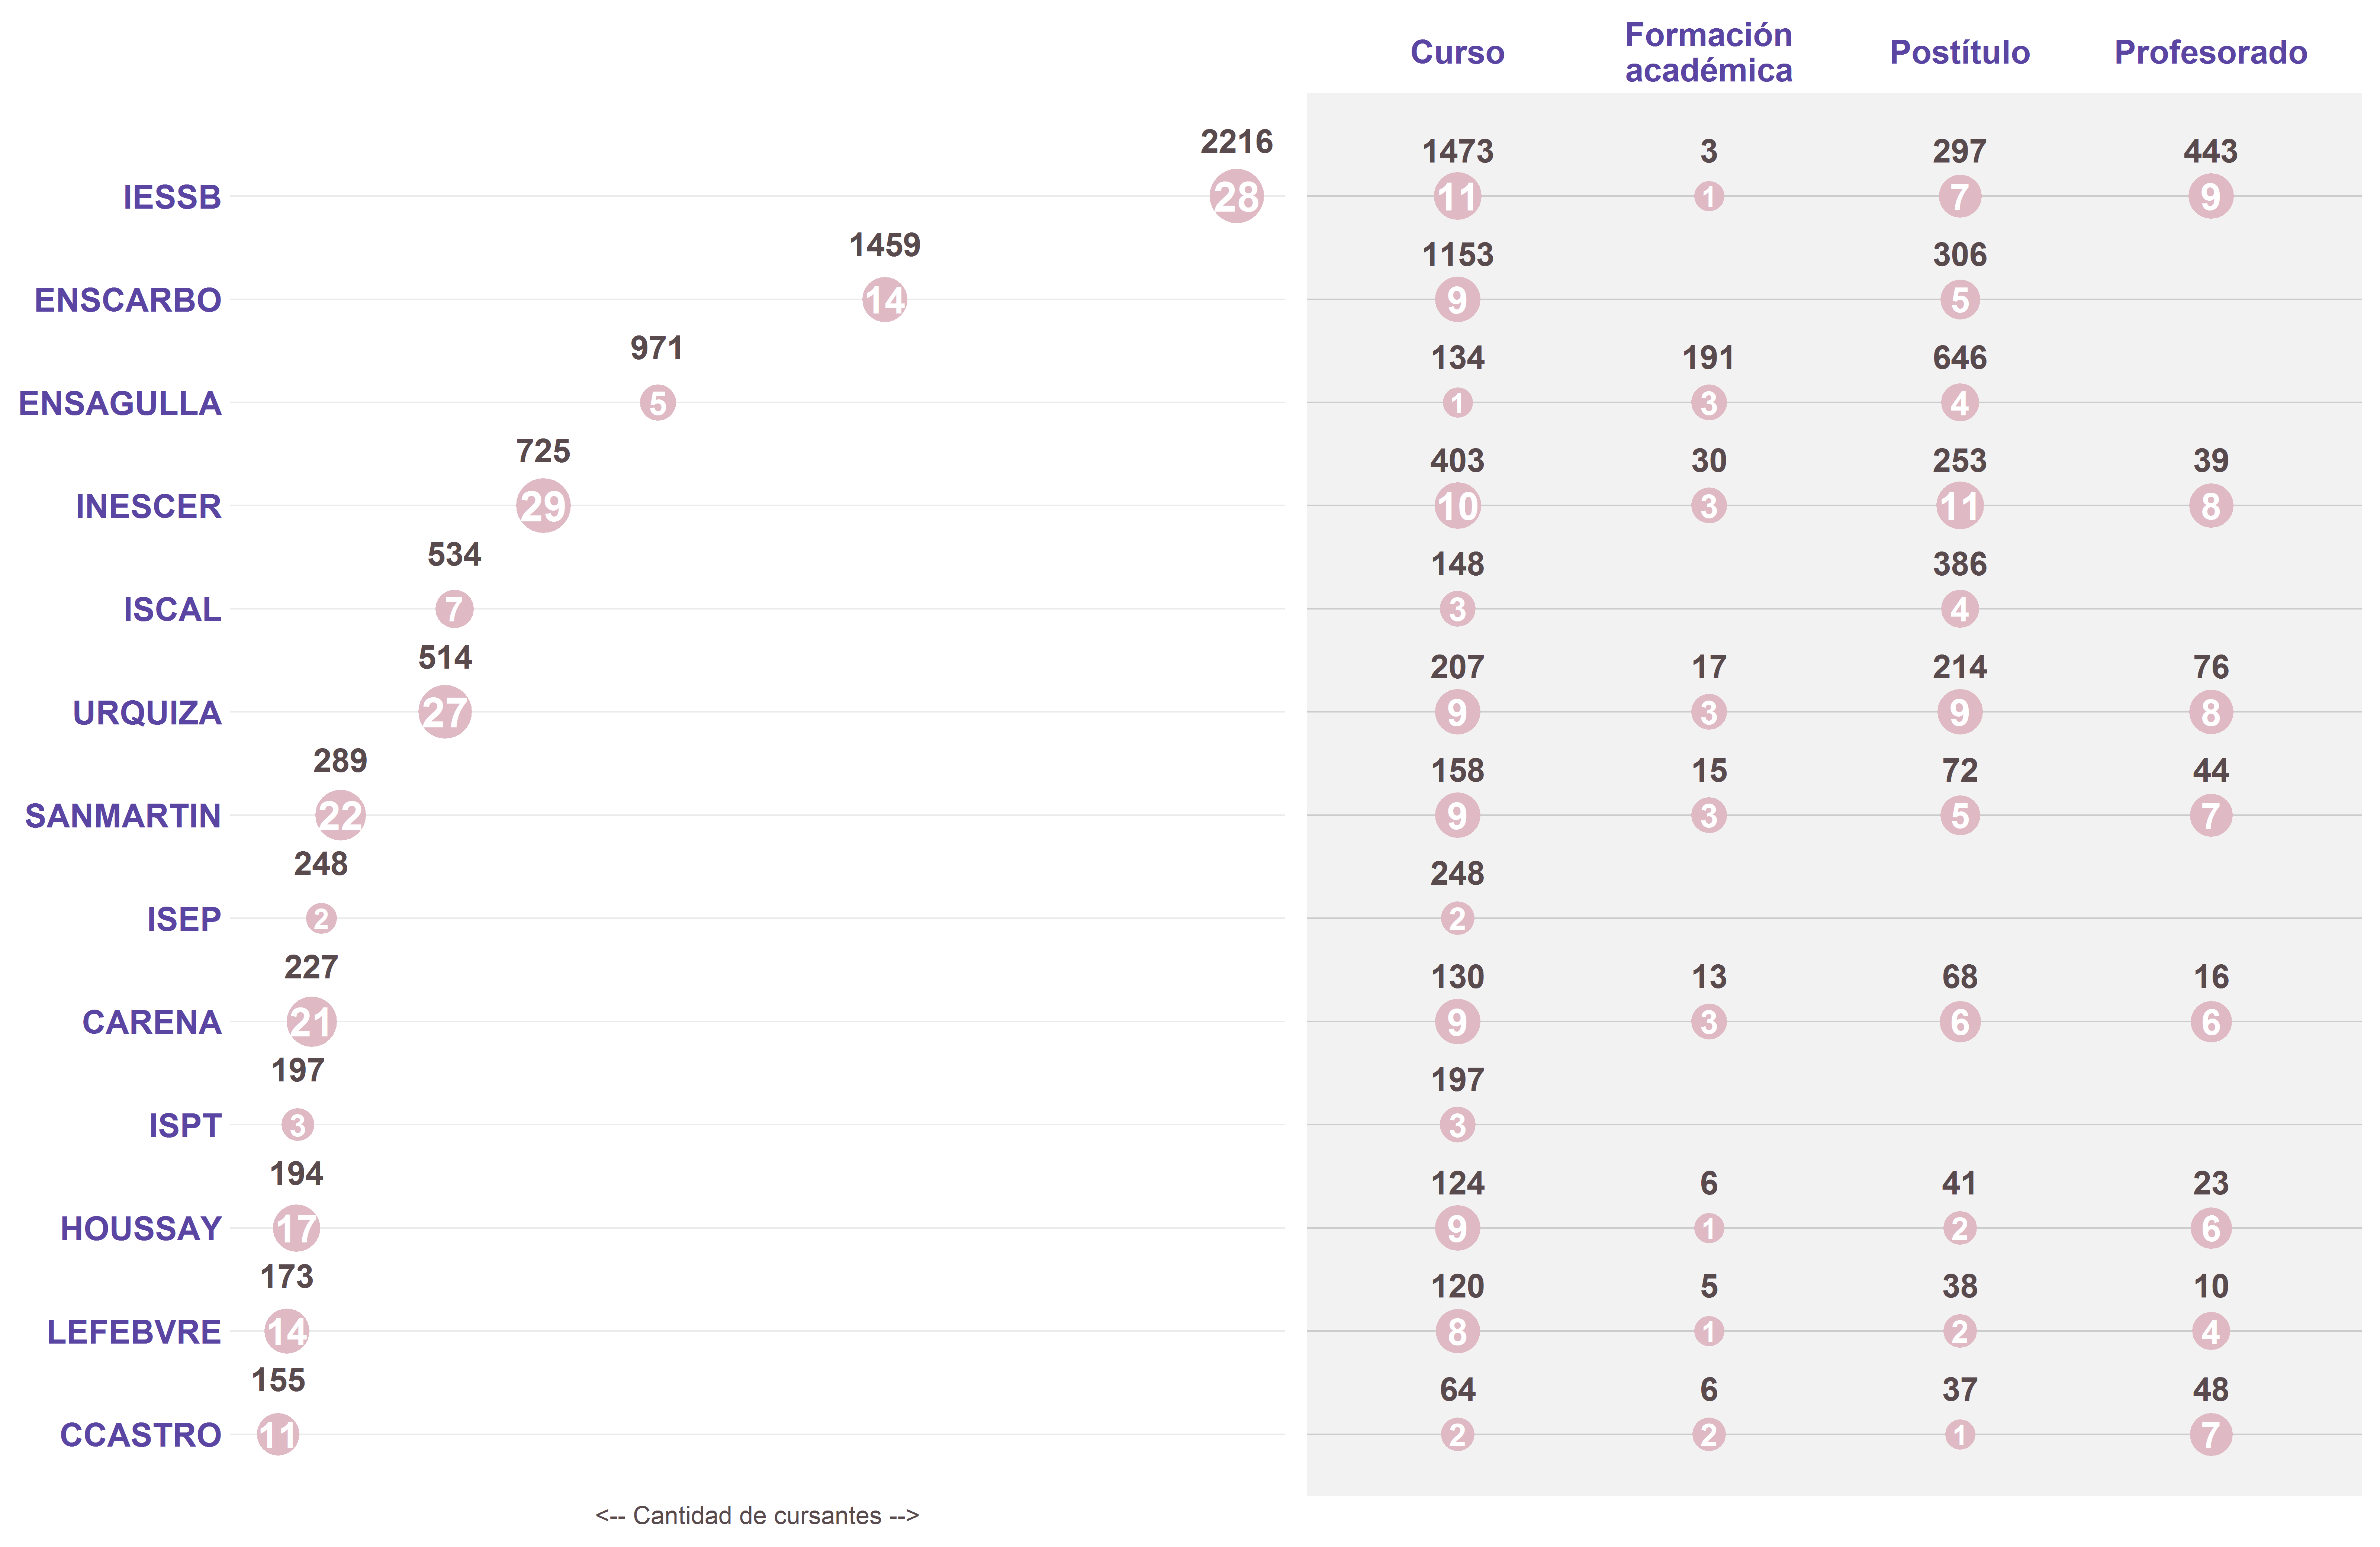 Curso Formación académica Postítulo Profesorado
2216 1473 3 297 443
IESSB 28 11 1 7 9
1459 1153 306
ENSCARBO 14 9 5
971 134 191 646
ENSAGULLA 5 1 3 4
725 403 30 253 39
INESCER 29 10 3 11 8
534 148 386
ISCAL 7 3 4
514 207 17 214 76
URQUIZA 27 9 3 9 8
289 158 15 72 44
SANMARTIN 22 9 3 5 7
248 248
ISEP 2 2
227 130 13 68 16
CARENA 21 9 3 6 6
197 197
ISPT 3 3
194 124 6 41 23
HOUSSAY 17 9 1 2 6
173 120 5 38 10
LEFEBVRE 14 8 1 2 4
155 64 6 37 48
CCASTRO 11 2 2 1 7
<-- Cantidad de cursantes -->